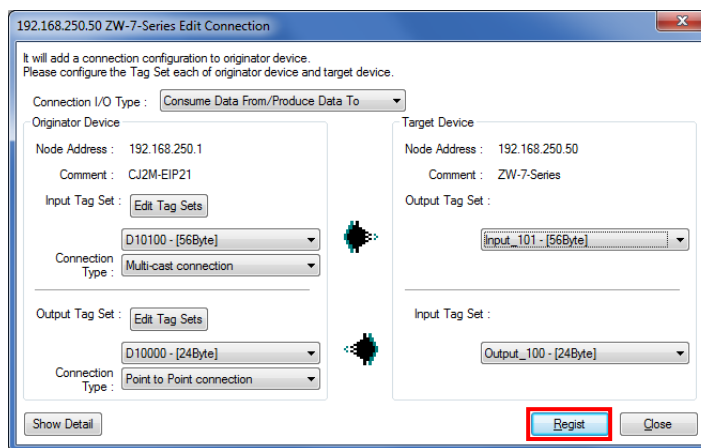 192.168.250.50 ZW-7-Series Edit Connection
It will add a connection configuration to originator device.
Please configure the Tag Set each of originator device and target device.
Connection I/O Type : Consume Data From/Produce Data To
Originator Device
Node Address : 192.168.250.1
Comment : CJ2M-EIP21
Input Tag Set : Edit Tag Sets
D10100 - [56Byte]
Connection
Type : Multi-cast connection
Output Tag Set : Edit Tag Sets
D10000 - [24Byte]
Connection
Type : Point to Point connection
Target Device
Node Address : 192.168.250.50
Comment : ZW-7-Series
Output Tag Set :
Input_101 - [56Byte]
Input Tag Set :
Output_100 - [24Byte]
Show Detail
Regist
Close